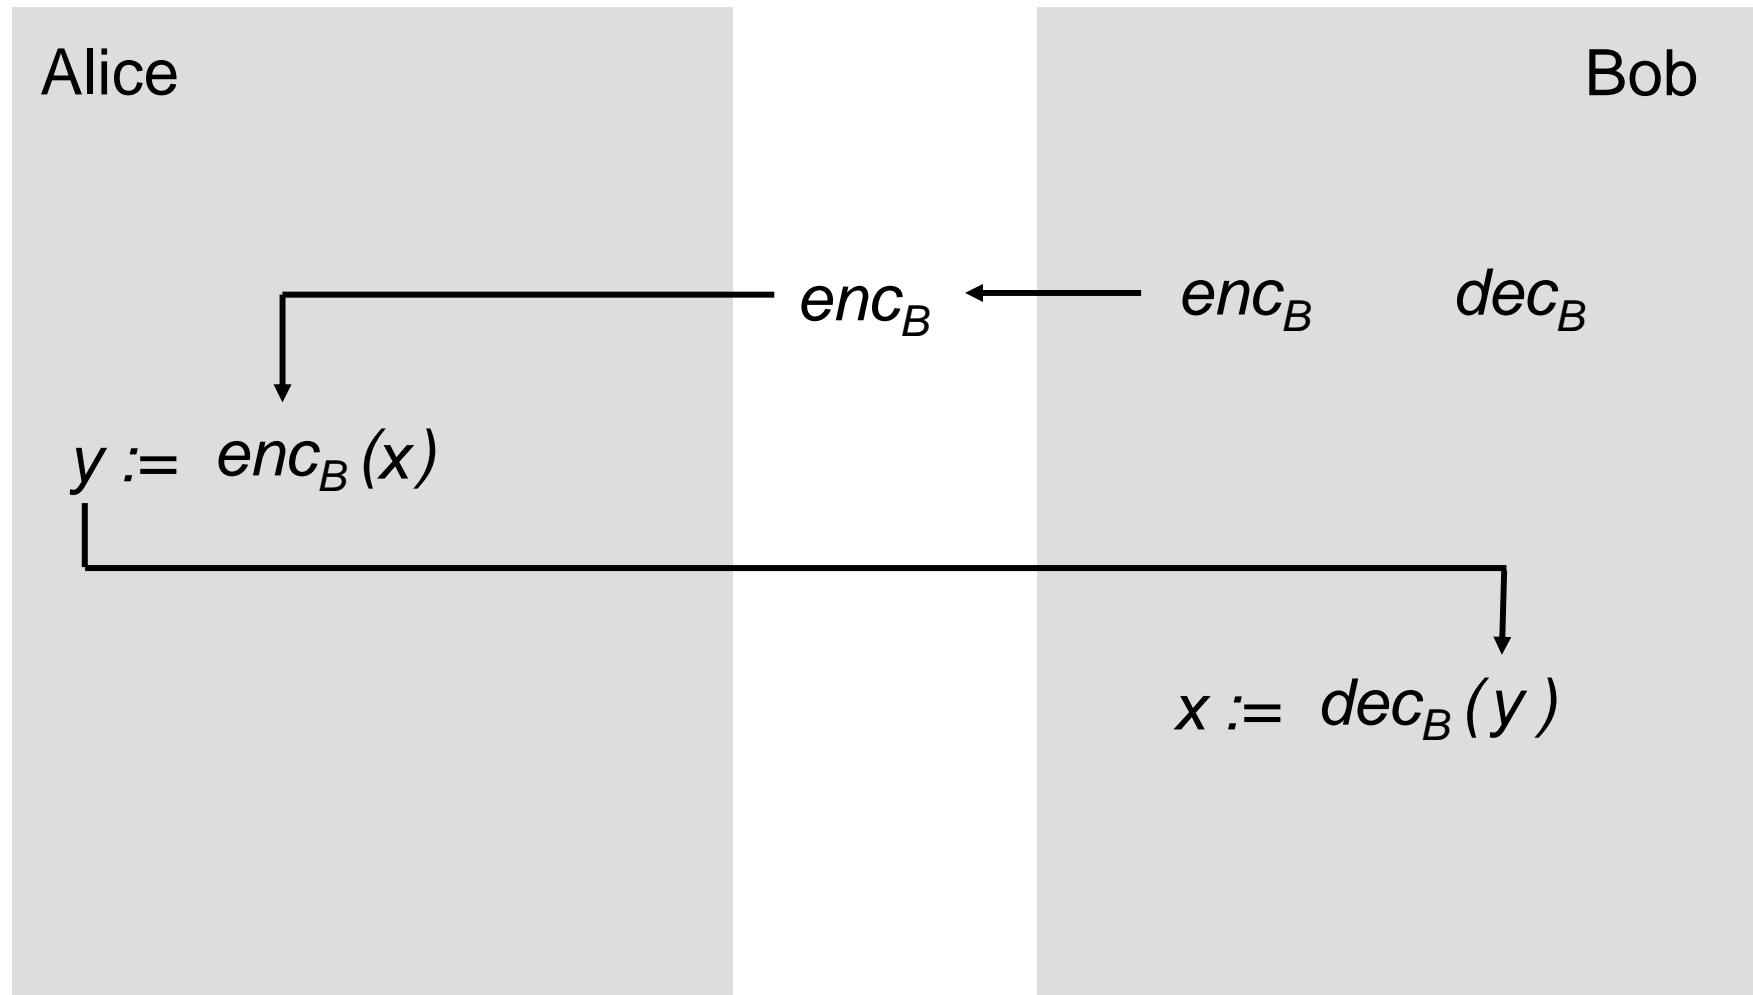 Alice Bob
enc_B enc_B dec_B
y := enc_B (x)
x := dec_B (y )